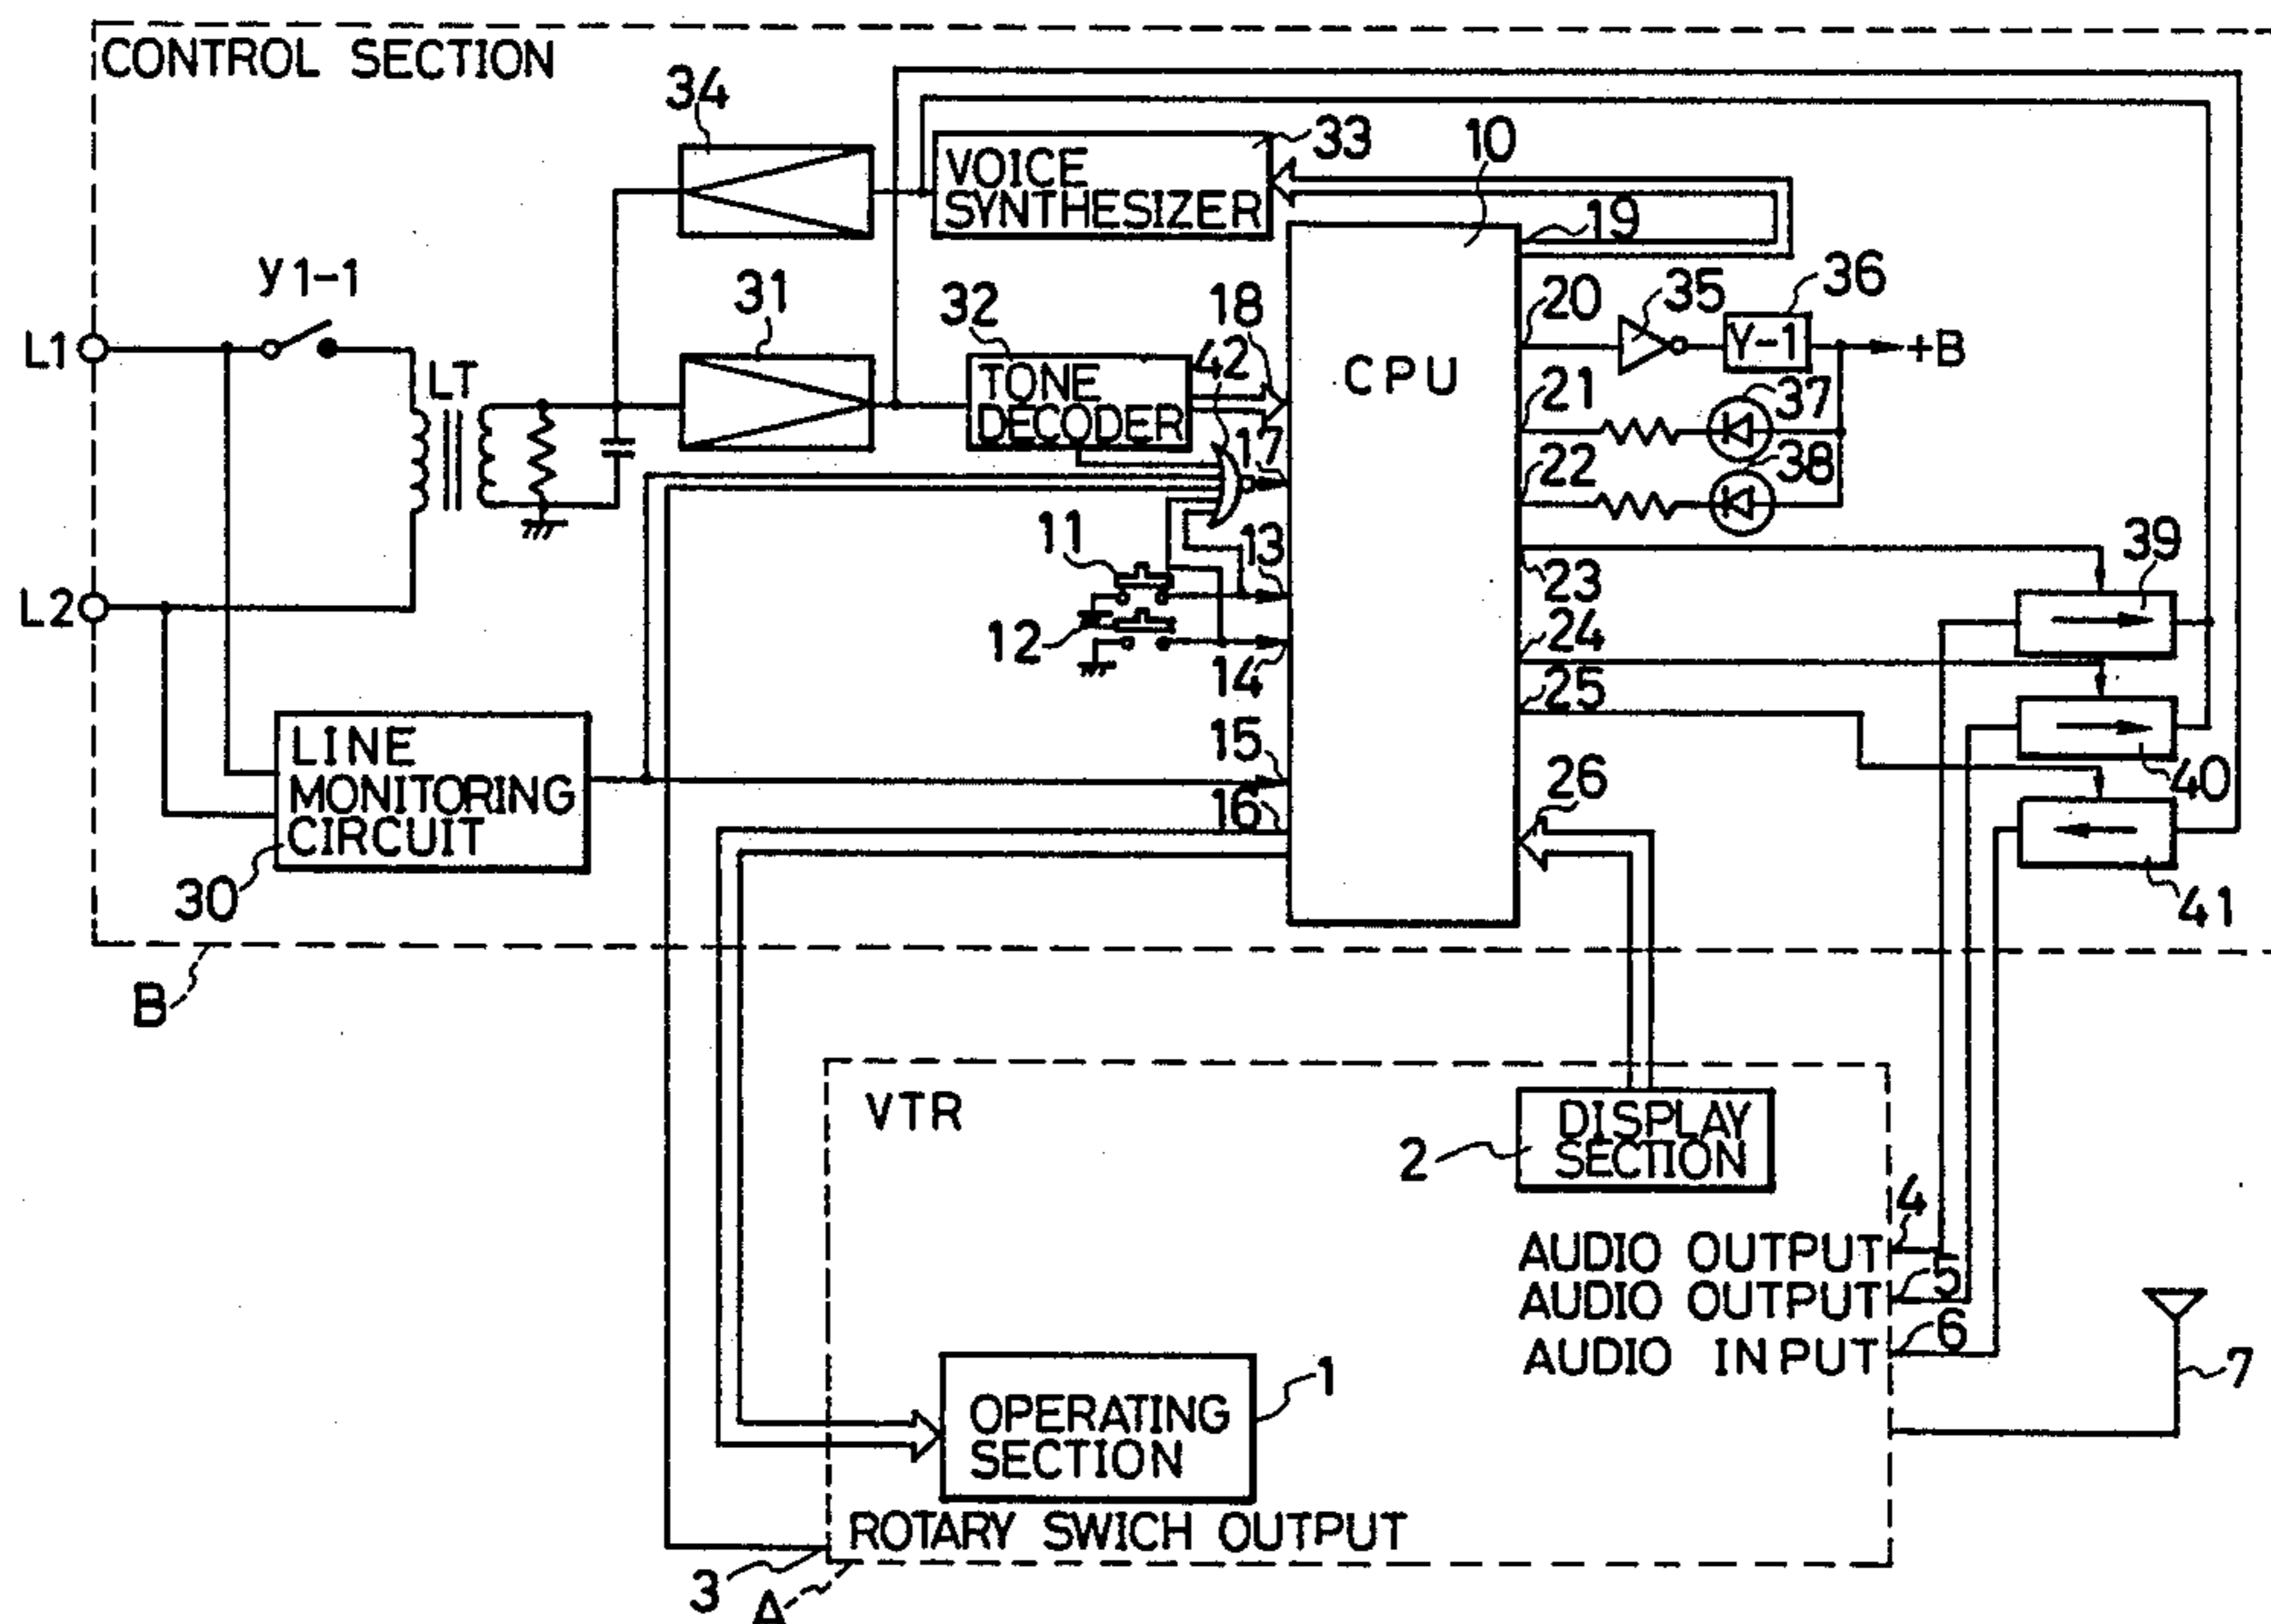 CONTROL SECTION
34
33
10
VOICE
SYNTHESIZER
19
y1-1
31
32
18
42
20
35
36
Y-1
+B
L1
LT
TONE
DECODER
CPU
21
37
17
22
38
11
13
39
23
L2
12
14
24
25
LINE
MONITORING
CIRCUIT
15
16
26
40
30
41
B
VTR
DISPLAY
SECTION
2
4
AUDIO OUTPUT
5
AUDIO OUTPUT
6
AUDIO INPUT
7
1
OPERATING
SECTION
ROTARY SWICH OUTPUT
3
A